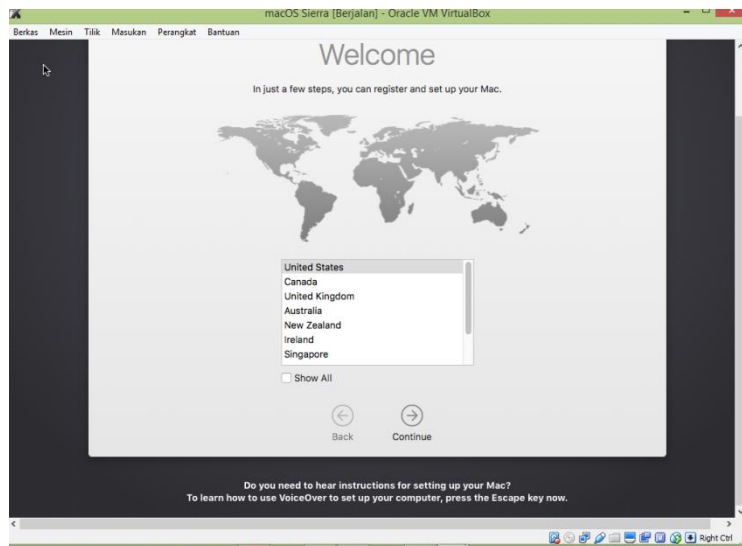 macOS Sierra [Berjalan] - Oracle VM VirtualBox
Berkas Mesin Tilik Masukan Perangkat Bantuan
Welcome
In just a few steps, you can register and set up your Mac.
United States
Canada
United Kingdom
Australia
New Zealand
Ireland
Singapore
Show All
Back Continue
Do you need to hear instructions for setting up your Mac?
To learn how to use VoiceOver to set up your computer, press the Escape key now.
Right Ctrl